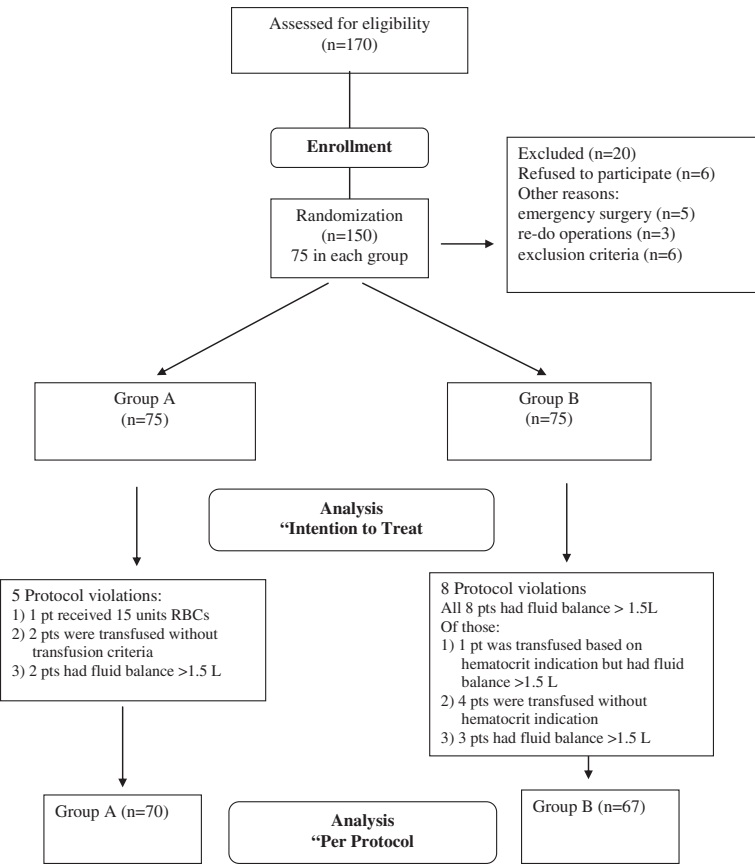 Assessed for eligibility
(n=170)
Enrollment
Randomization
(n=150)
75 in each group
Excluded (n=20)
Refused to participate (n=6)
Other reasons:
emergency surgery (n=5)
re-do operations (n=3)
exclusion criteria (n=6)
Group A
(n=75)
Group B
(n=75)
Analysis
“Intention to Treat
5 Protocol violations:
1) 1 pt received 15 units RBCs
2) 2 pts were transfused without
transfusion criteria
3) 2 pts had fluid balance >1.5 L
8 Protocol violations
All 8 pts had fluid balance > 1.5L
Of those:
1) 1 pt was transfused based on
hematocrit indication but had fluid
balance >1.5 L
2) 4 pts were transfused without
hematocrit indication
3) 3 pts had fluid balance >1.5 L
Group A (n=70)
Analysis
“Per Protocol
Group B (n=67)